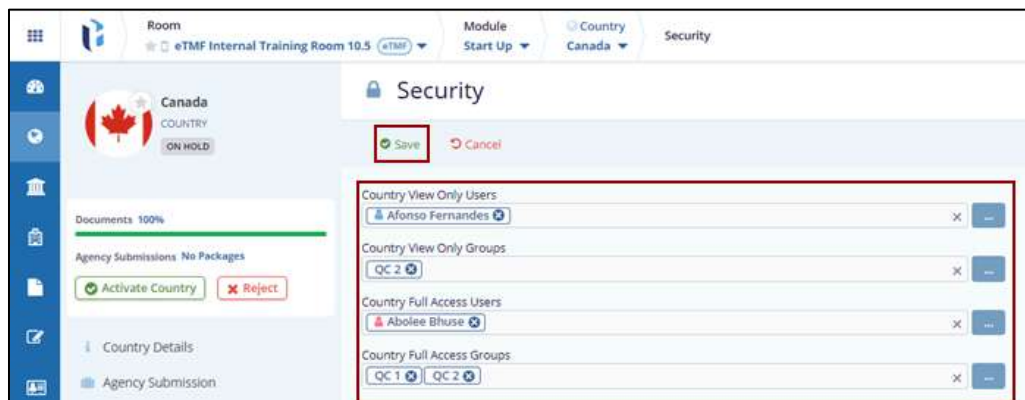 Room
eTMF Internal Training Room 10.5 eTMF
Module
Start Up
Country
Canada
Security
Canada
COUNTRY
ON HOLD
Documents 100%
Agency Submissions No Packages
Activate Country
Reject
Country Details
Agency Submission
Security
Save
Cancel
Country View Only Users
Afonso Fernandes
...
Country View Only Groups
QC 2
...
Country Full Access Users
Abolee Bhuse
...
Country Full Access Groups
QC 1 QC 2
...